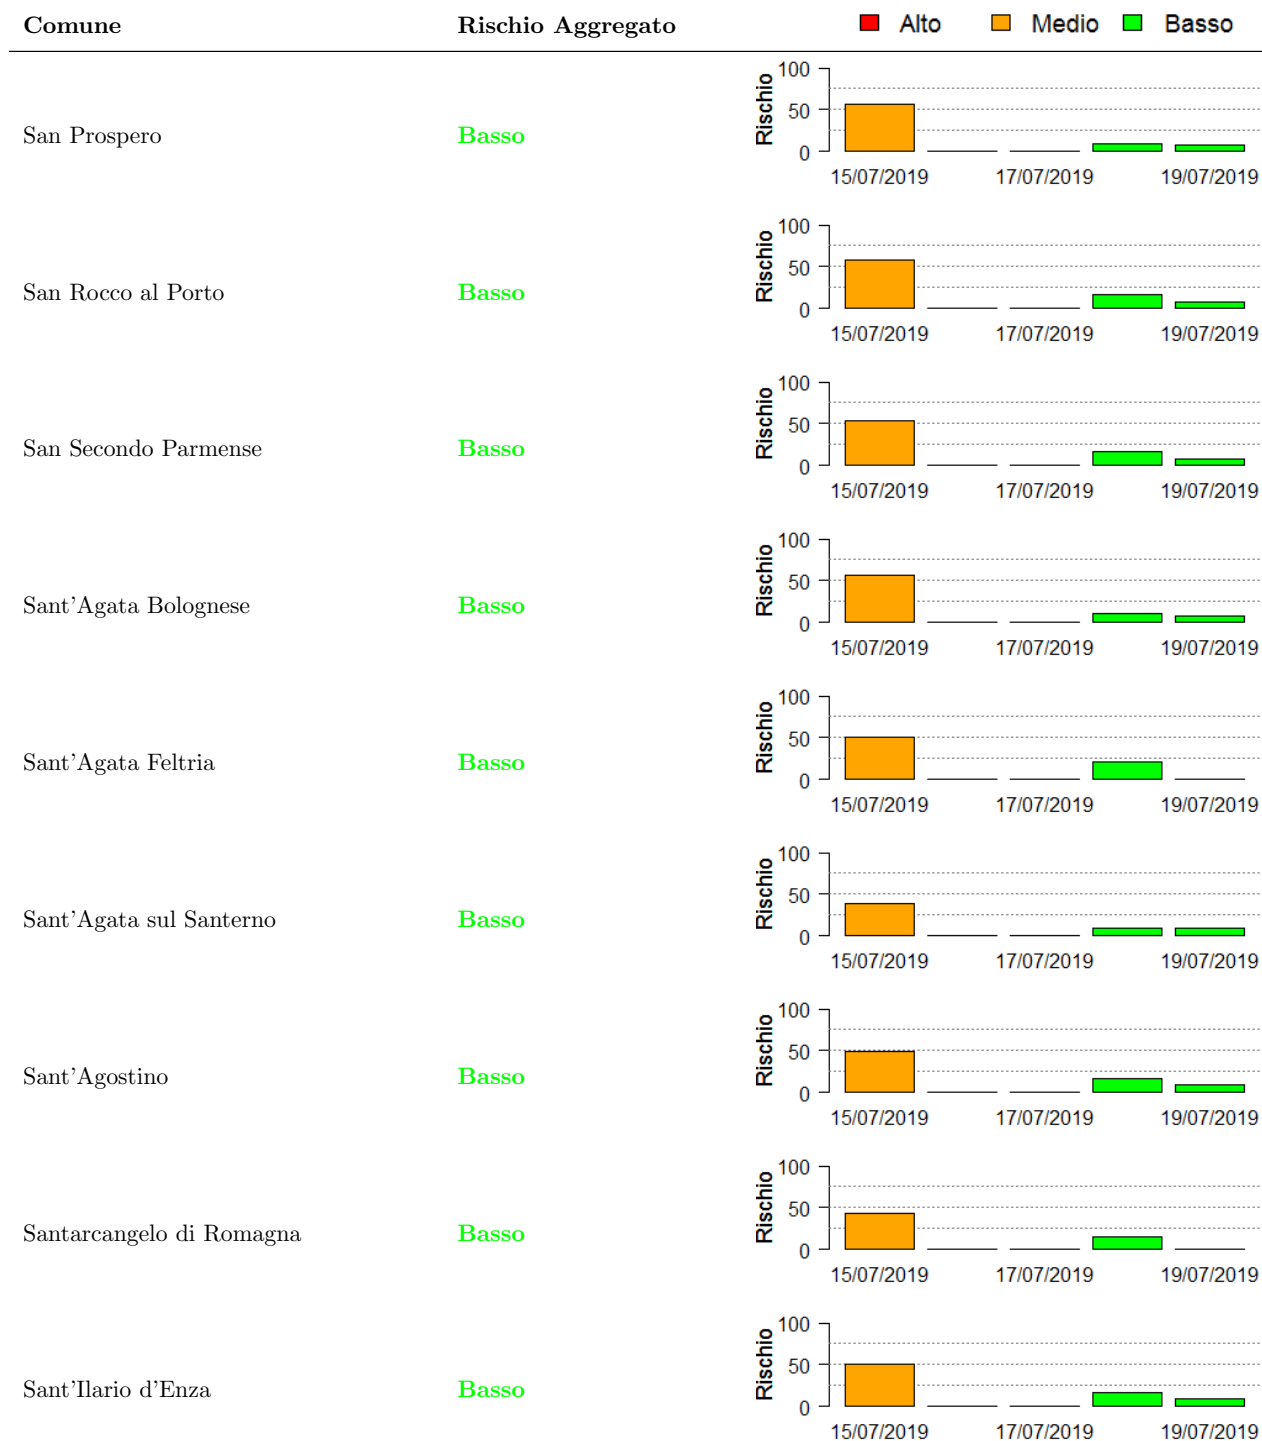 Comune Rischio Aggregato Alto Medio Basso
San Prospero Basso
Rischio
100
50
0
15/07/2019 17/07/2019 19/07/2019
San Rocco al Porto Basso
Rischio
100
50
0
15/07/2019 17/07/2019 19/07/2019
San Secondo Parmense Basso
Rischio
100
50
0
15/07/2019 17/07/2019 19/07/2019
Sant'Agata Bolognese Basso
Rischio
100
50
0
15/07/2019 17/07/2019 19/07/2019
Sant'Agata Feltria Basso
Rischio
100
50
0
15/07/2019 17/07/2019 19/07/2019
Sant'Agata sul Santerno Basso
Rischio
100
50
0
15/07/2019 17/07/2019 19/07/2019
Sant'Agostino Basso
Rischio
100
50
0
15/07/2019 17/07/2019 19/07/2019
Santarcangelo di Romagna Basso
Rischio
100
50
0
15/07/2019 17/07/2019 19/07/2019
Sant'Ilario d'Enza Basso
Rischio
100
50
0
15/07/2019 17/07/2019 19/07/2019